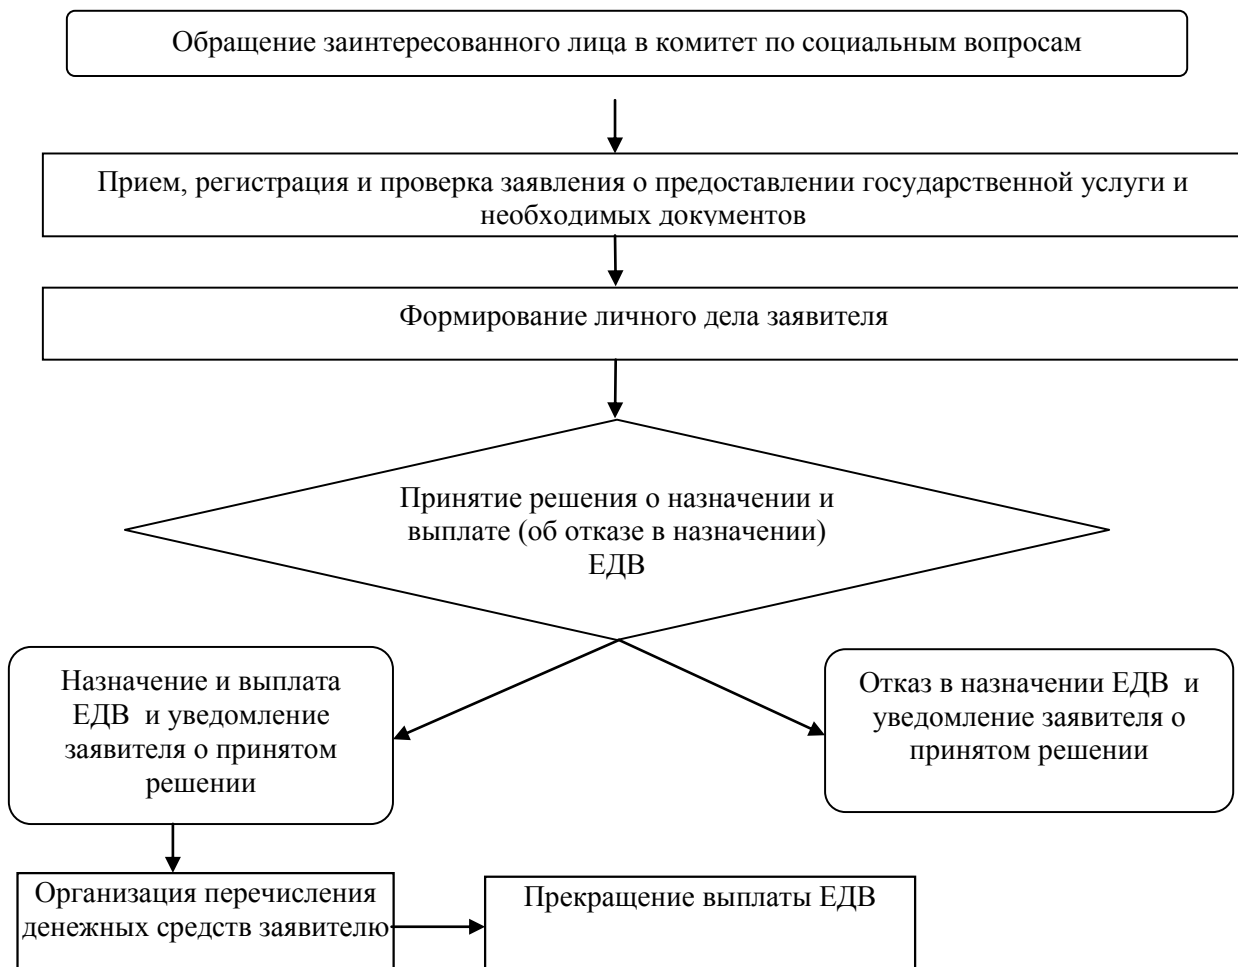 Обращение заинтересованного лица в комитет по социальным вопросам
Прием, регистрация и проверка заявления о предоставлении государственной услуги и
необходимых документов
Формирование личного дела заявителя
Принятие решения о назначении и
выплате (об отказе в назначении)
ЕДВ
Назначение и выплата
ЕДВ и уведомление
заявителя о принятом
решении
Отказ в назначении ЕДВ и
уведомление заявителя о
принятом решении
Организация перечисления
денежных средств заявителю
Прекращение выплаты ЕДВ